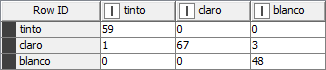 Row ID tinto claro blanco
tinto 59 0 0
claro 1 67 3
blanco 0 0 48